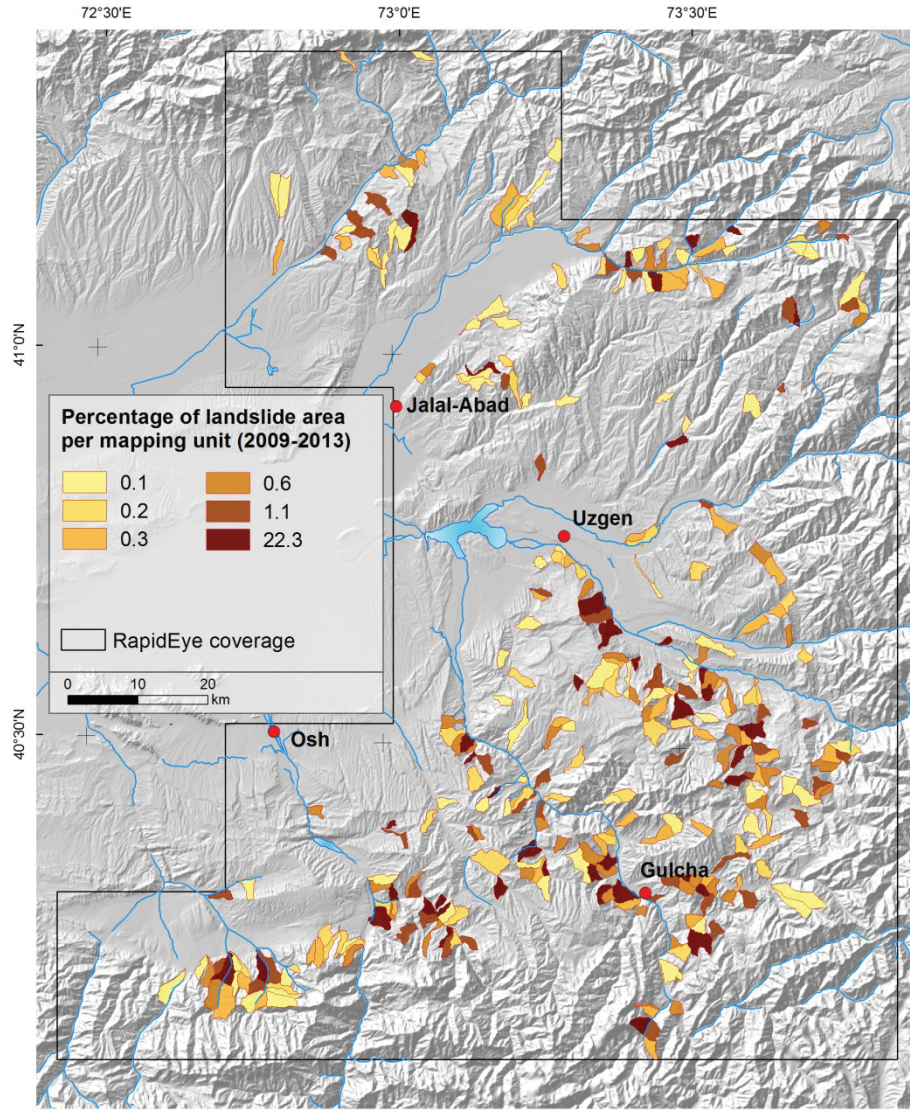 72°30'E
73°0'E
73°30'E
41°0'N
40°30'N
Jalal-Abad
Percentage of landslide area
per mapping unit (2009-2013)
0.1
0.6
0.2
1.1
0.3
22.3
RapidEye coverage
0
10
20
km
Uzgen
Osh
Gulcha